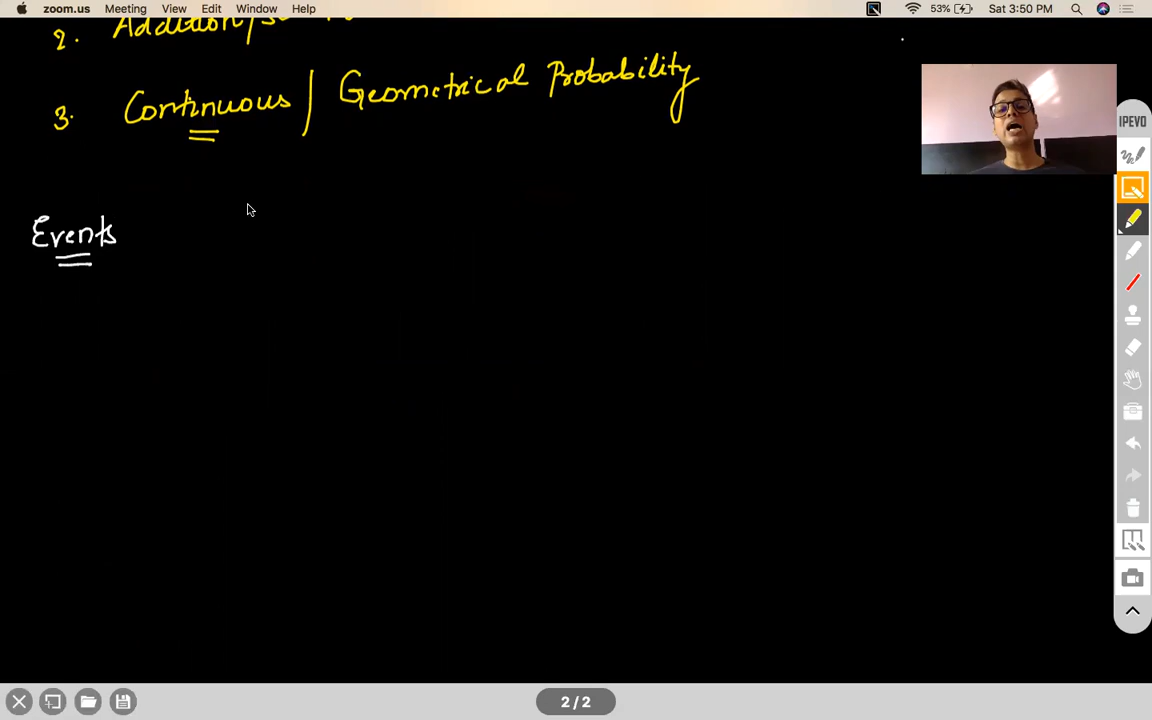 zoom.us Meeting View Edit Window Help 53% Sat 3:50 PM
2. Addition/
3. Continuous / Geometrical Probability
IPEVO
Events
2 / 2